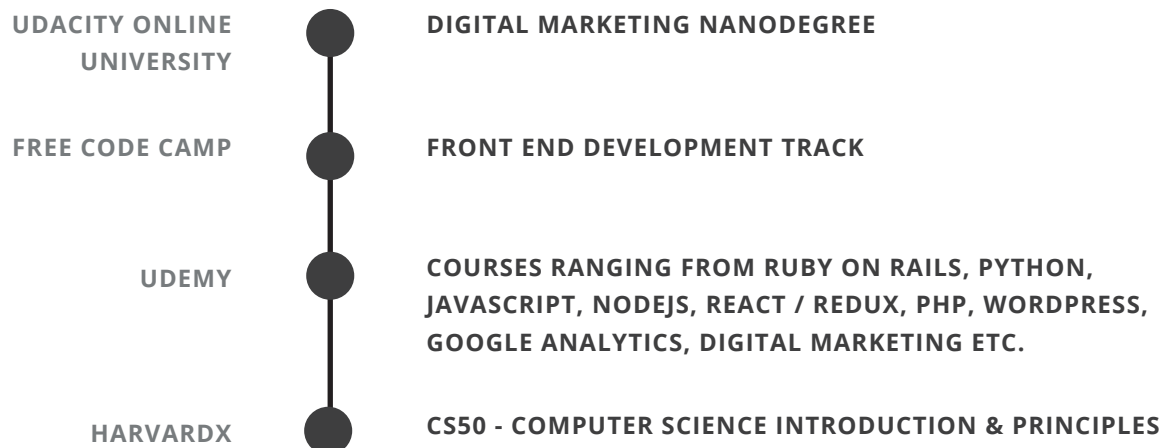 UDACITY ONLINE
UNIVERSITY
DIGITAL MARKETING NANODEGREE
FREE CODE CAMP
FRONT END DEVELOPMENT TRACK
UDEMY
COURSES RANGING FROM RUBY ON RAILS, PYTHON,
JAVASCRIPT, NODEJS, REACT / REDUX, PHP, WORDPRESS,
GOOGLE ANALYTICS, DIGITAL MARKETING ETC.
HARVARDX
CS50 - COMPUTER SCIENCE INTRODUCTION & PRINCIPLES